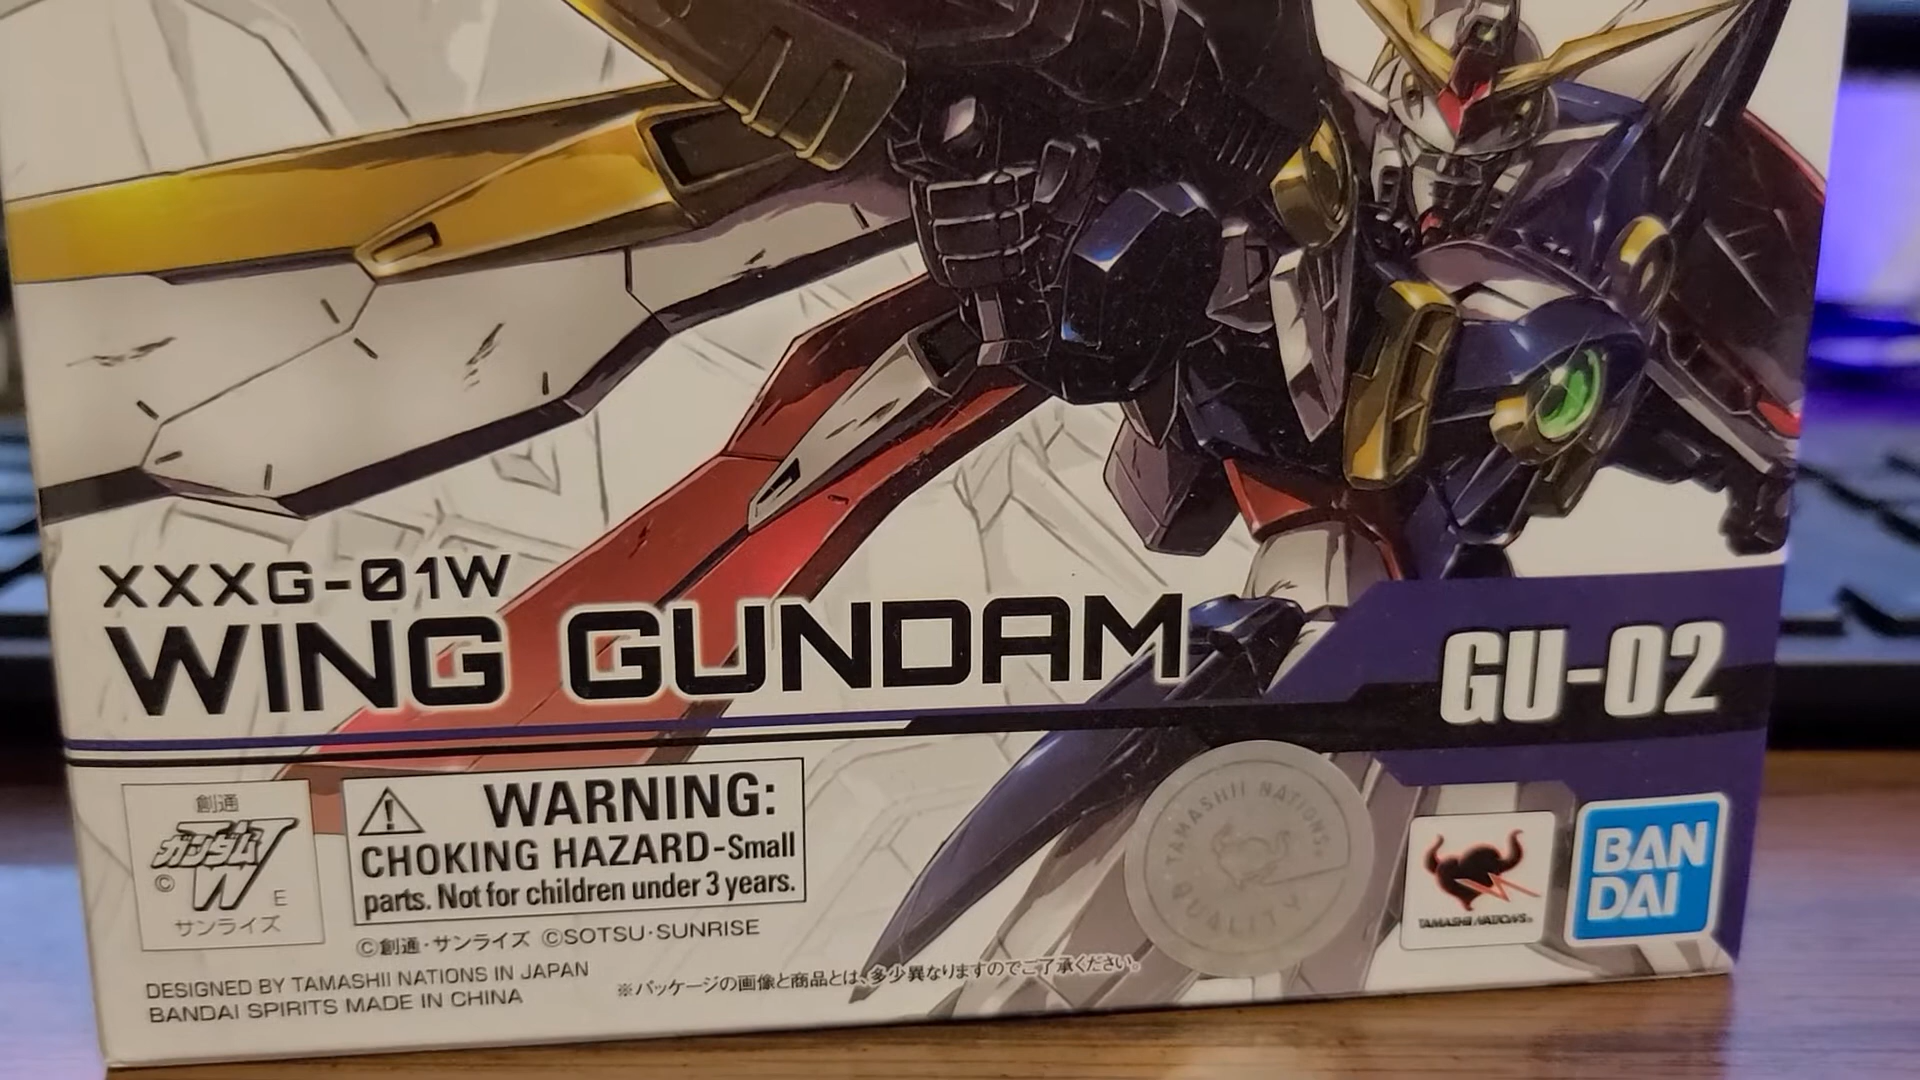 XXXG-01W
WING GUNDAM
GU-02
創通
ガンダム
W
©
E
サンライズ
WARNING:
CHOKING HAZARD-Small
parts. Not for children under 3 years.
©創通・サンライズ ©SOTSU・SUNRISE
DESIGNED BY TAMASHII NATIONS IN JAPAN
BANDAI SPIRITS MADE IN CHINA
※パッケージの画像と商品とは、多少異なりますのでご了承ください。
TAMASHII NATIONS
QUALITY
TAMASHII NATIONS
BAN
DAI